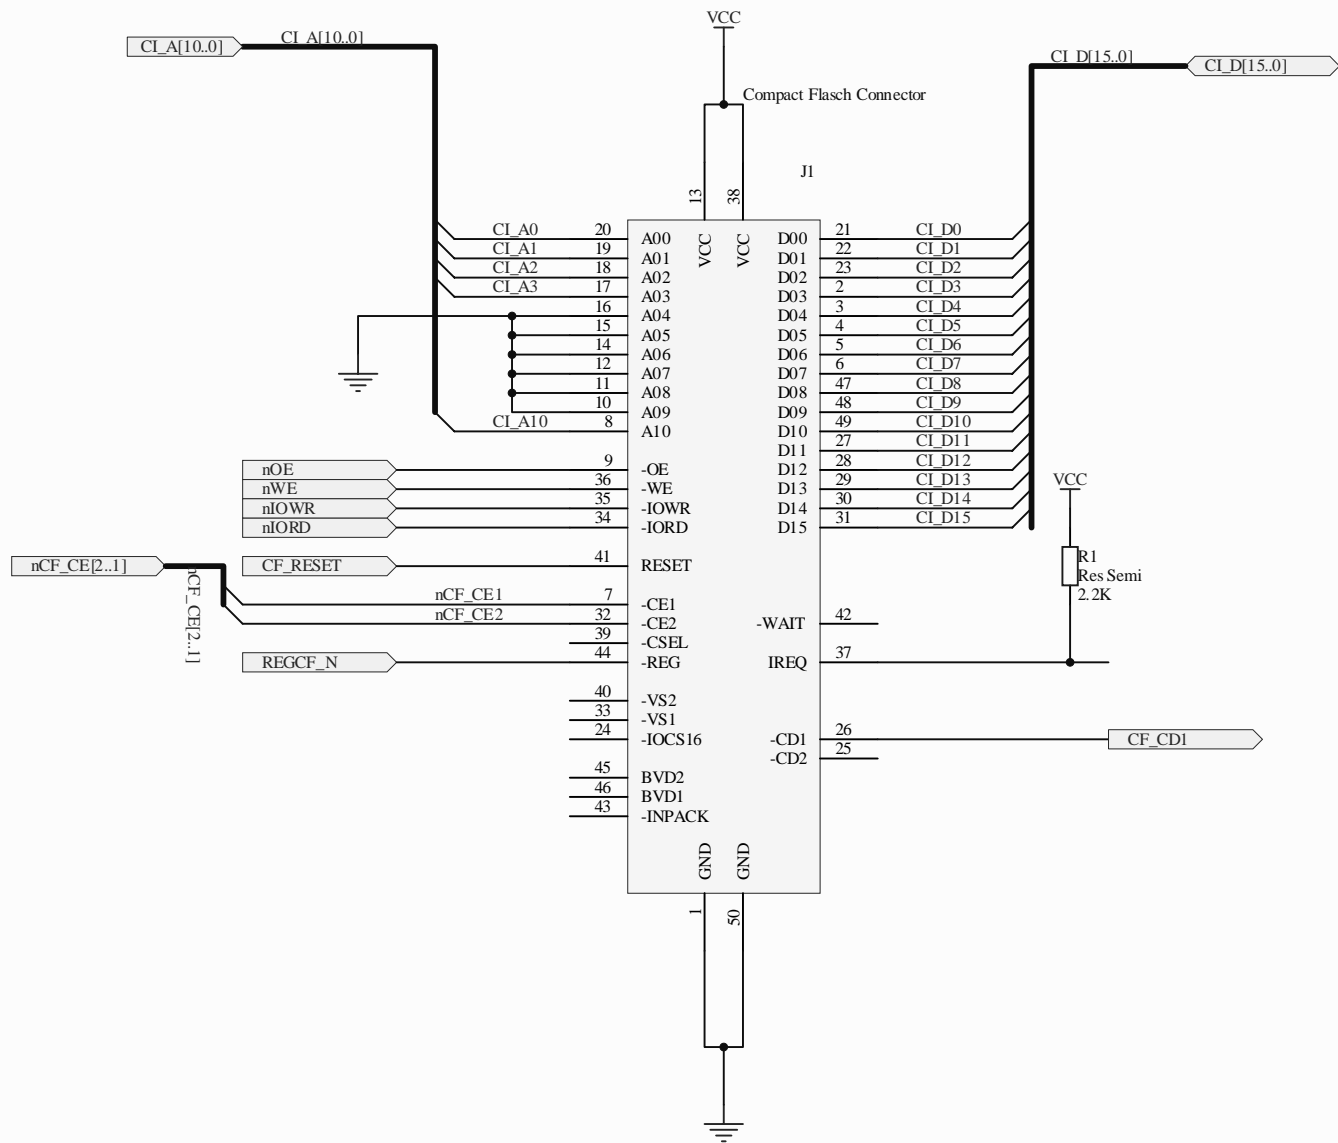 VCC
CI_A[10..0] CI_A[10..0]
CI_D[15..0] CI_D[15..0]
Compact Flasch Connector
J1
13 38
VCC VCC
CI_A0 20 A00 D00 21 CI_D0
CI_A1 19 A01 D01 22 CI_D1
CI_A2 18 A02 D02 23 CI_D2
CI_A3 17 A03 D03 2 CI_D3
16 A04 D04 3 CI_D4
15 A05 D05 4 CI_D5
14 A06 D06 5 CI_D6
12 A07 D07 6 CI_D7
11 A08 D08 47 CI_D8
10 A09 D09 48 CI_D9
CI_A10 8 A10 D10 49 CI_D10
D11 27 CI_D11
nOE 9 -OE D12 28 CI_D12
nWE 36 -WE D13 29 CI_D13
nIOWR 35 -IOWR D14 30 CI_D14
nIORD 34 -IORD D15 31 CI_D15
VCC
R1
Res Semi
2.2K
CF_RESET 41 RESET
nCF_CE[2..1]
nCF_CE[2..1]
nCF_CE1 7 -CE1
nCF_CE2 32 -CE2 -WAIT 42
39 -CSEL
REGCF_N 44 -REG IREQ 37
40 -VS2
33 -VS1
24 -IOCS16 -CD1 26 CF_CD1
-CD2 25
45 BVD2
46 BVD1
43 -INPACK
GND GND
1 50